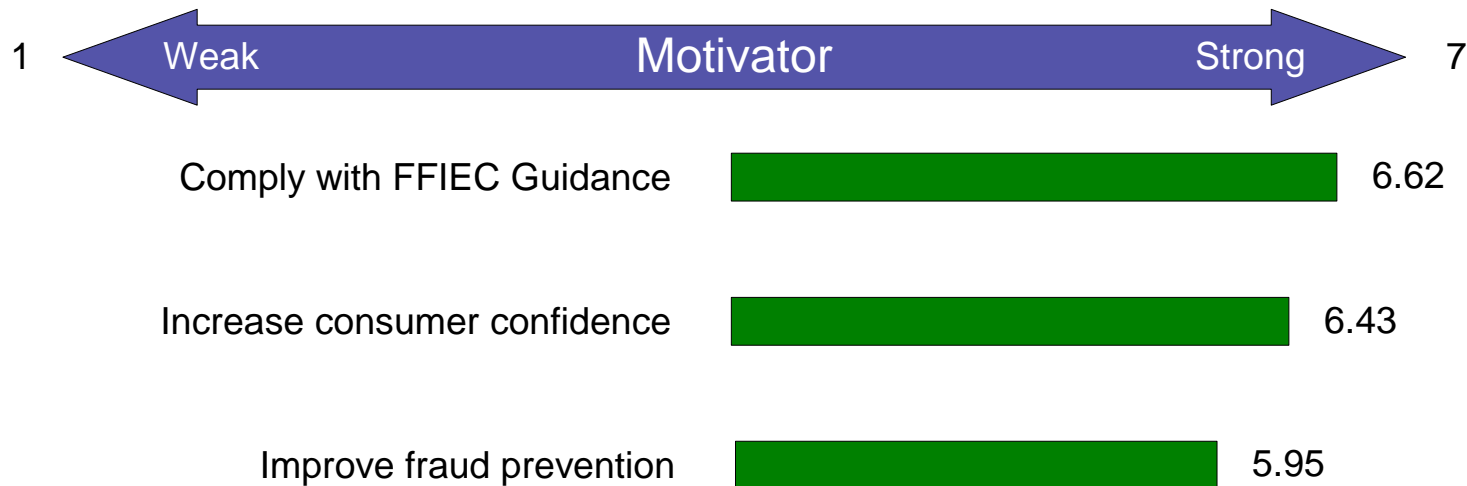 1 Weak Motivator Strong 7
Comply with FFIEC Guidance 6.62
Increase consumer confidence 6.43
Improve fraud prevention 5.95